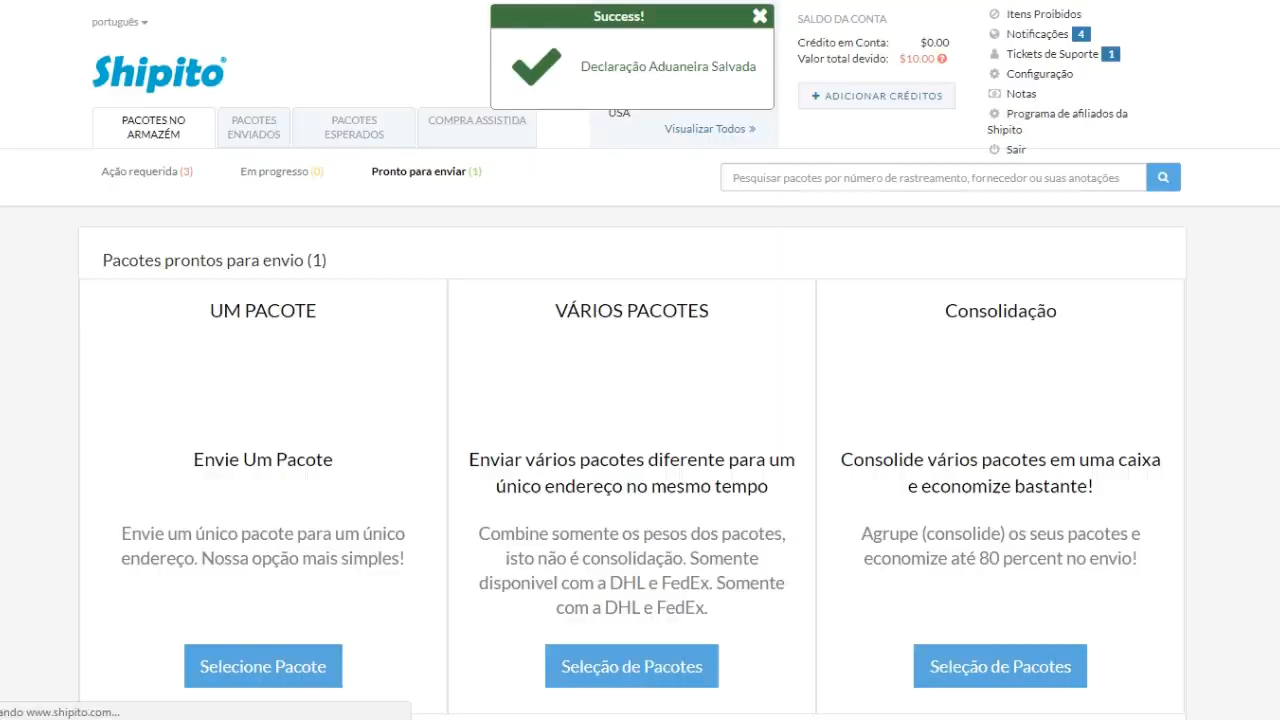 português
Shipito®
PACOTES NO ARMAZÉM
PACOTES ENVIADOS
PACOTES ESPERADOS
COMPRA ASSISTIDA
Success!
Declaração Aduaneira Salvada
USA
Visualizar Todos »
SALDO DA CONTA
Crédito em Conta: $0.00
Valor total devido: $10.00
+ ADICIONAR CRÉDITOS
Itens Proibidos
Notificações 4
Tickets de Suporte 1
Configuração
Notas
Programa de afiliados da
Shipito
Sair
Ação requerida (3)
Em progresso (0)
Pronto para enviar (1)
Pesquisar pacotes por número de rastreamento, fornecedor ou suas anotações
Pacotes prontos para envio (1)
UM PACOTE
Envie Um Pacote
Envie um único pacote para um único
endereço. Nossa opção mais simples!
Selecione Pacote
VÁRIOS PACOTES
Enviar vários pacotes diferente para um
único endereço no mesmo tempo
Combine somente os pesos dos pacotes,
isto não é consolidação. Somente
disponivel com a DHL e FedEx. Somente
com a DHL e FedEx.
Seleção de Pacotes
Consolidação
Consolide vários pacotes em uma caixa
e economize bastante!
Agrupe (consolide) os seus pacotes e
economize até 80 percent no envio!
Seleção de Pacotes
ando www.shipito.com...